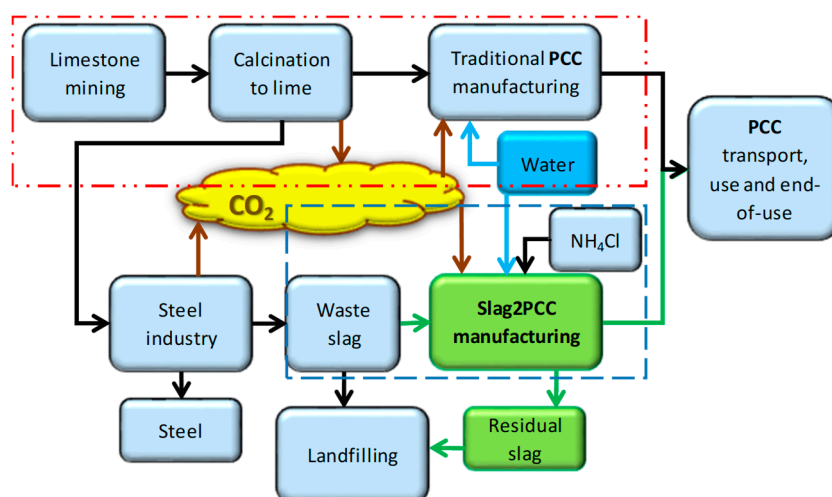 Limestone
mining
Calcination
to lime
Traditional PCC
manufacturing
PCC
transport,
use and end-
of-use
Water
CO₂
NH₄Cl
Steel
industry
Waste
slag
Slag2PCC
manufacturing
Steel
Landfilling
Residual
slag